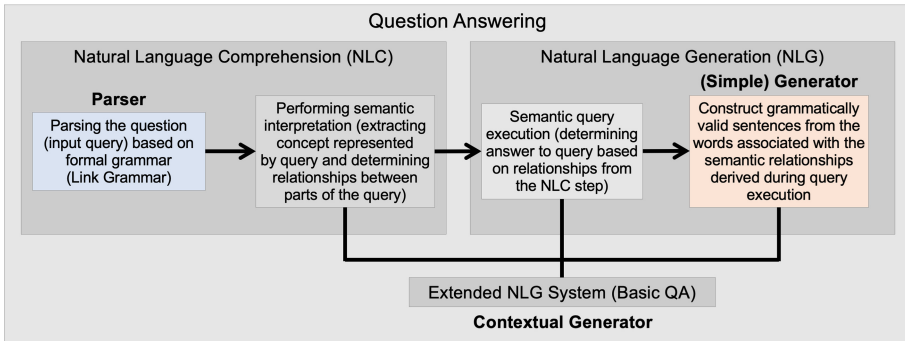 Question Answering
Natural Language Comprehension (NLC)
Parser
Parsing the question
(input query) based on
formal grammar
(Link Grammar)
Performing semantic
interpretation (extracting
concept represented
by query and determining
relationships between
parts of the query)
Natural Language Generation (NLG)
Semantic query
execution (determining
answer to query based
on relationships from
the NLC step)
(Simple) Generator
Construct grammatically
valid sentences from the
words associated with the
semantic relationships
derived during query
execution
Extended NLG System (Basic QA)
Contextual Generator